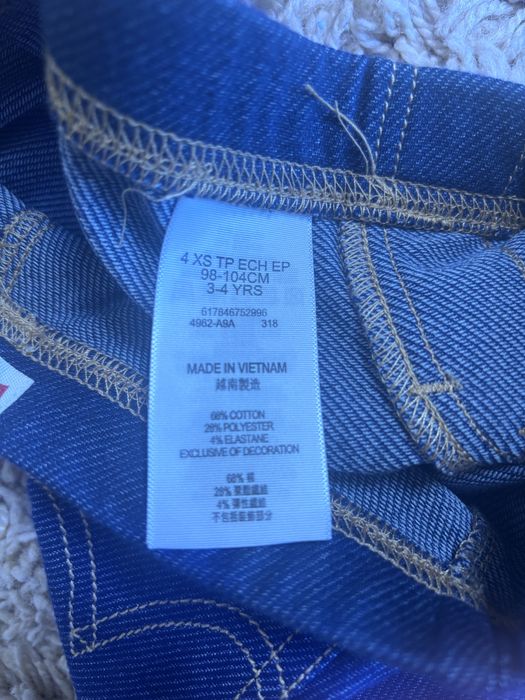 4 XS TP ECH EP
98-104CM
3-4 YRS
617846752996
4962-A9A 318
MADE IN VIETNAM
越南製造
68% COTTON
28% POLYESTER
4% ELASTANE
EXCLUSIVE OF DECORATION
68% 棉
28% 聚酯纖維
4% 彈性纖維
不包括裝飾部分